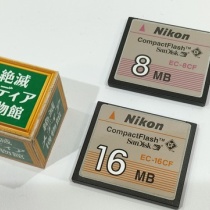 絶滅
ディア
物館
Nikon
CompactFlash™
SanDisk
EC-8CF
8 MB
Nikon
CompactFlash™
SanDisk
EC-16CF
16 MB